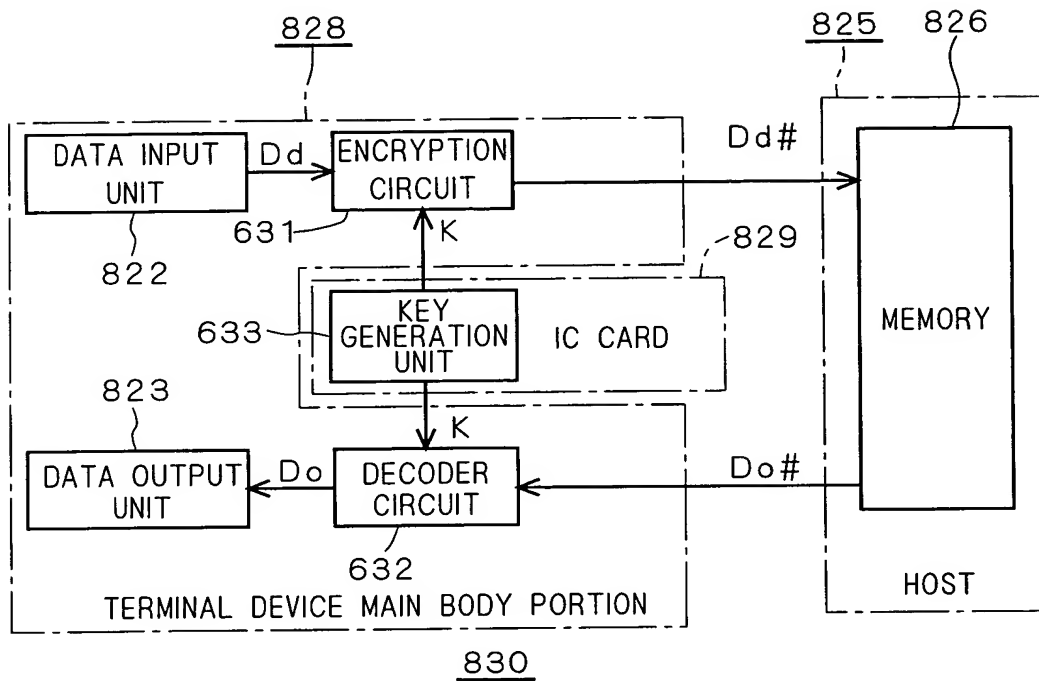 828
825
826
DATA INPUT
UNIT
Dd
ENCRYPTION
CIRCUIT
Dd#
822
631
K
829
KEY
GENERATION
UNIT
633
IC CARD
MEMORY
823
K
DATA OUTPUT
UNIT
Do
DECODER
CIRCUIT
Do#
632
TERMINAL DEVICE MAIN BODY PORTION
HOST
830